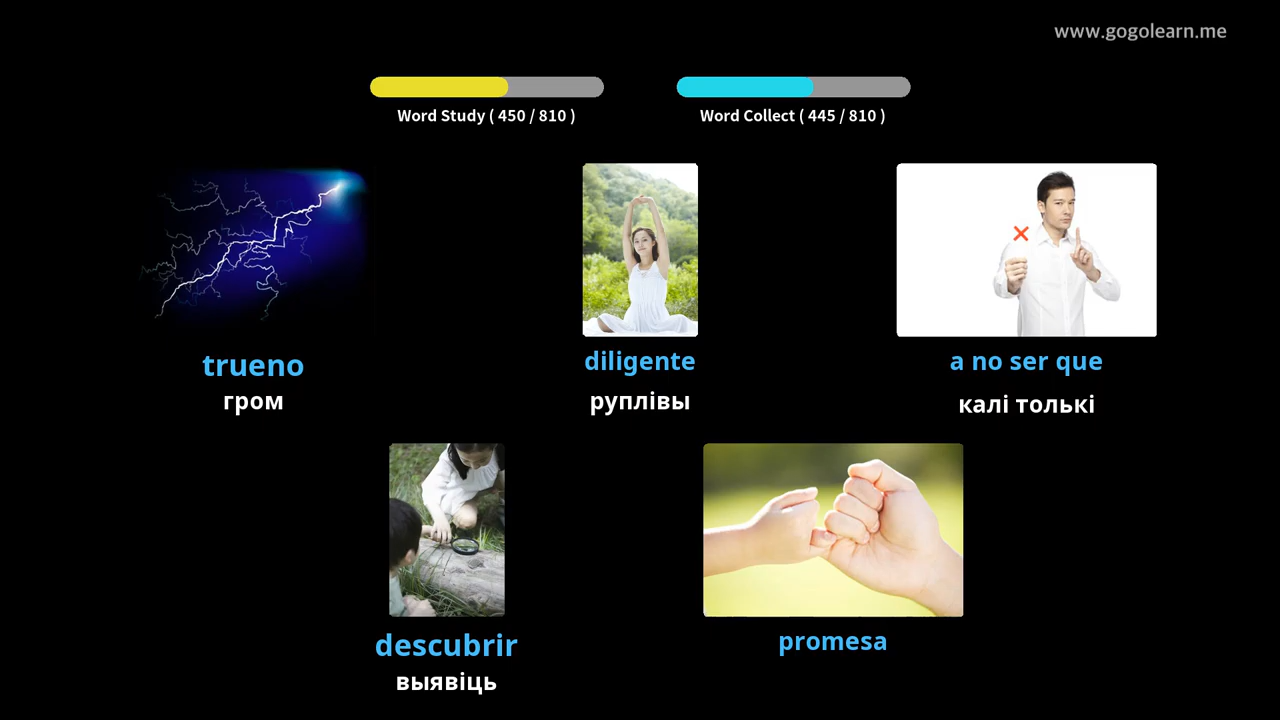 www.gogolearn.me
Word Study ( 450 / 810 )
Word Collect ( 445 / 810 )
trueno
гром
diligente
руплівы
a no ser que
калі толькі
descubrir
выявіць
promesa